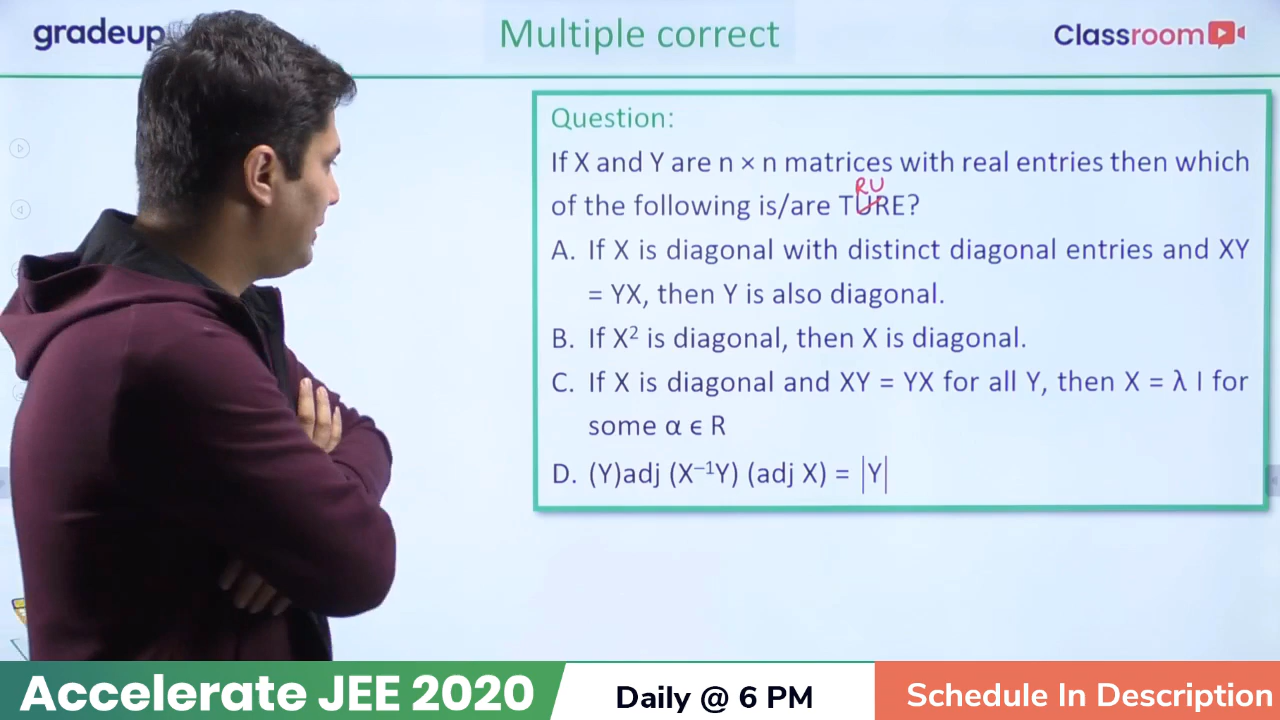 gradeup
Multiple correct
Classroom
Question:
If X and Y are n × n matrices with real entries then which
RU
of the following is/are TURE?
A. If X is diagonal with distinct diagonal entries and XY
= YX, then Y is also diagonal.
B. If X² is diagonal, then X is diagonal.
C. If X is diagonal and XY = YX for all Y, then X = λ I for
some α ϵ R
D. (Y)adj (X⁻¹Y) (adj X) = |Y|
Accelerate JEE 2020
Daily @ 6 PM
Schedule In Description